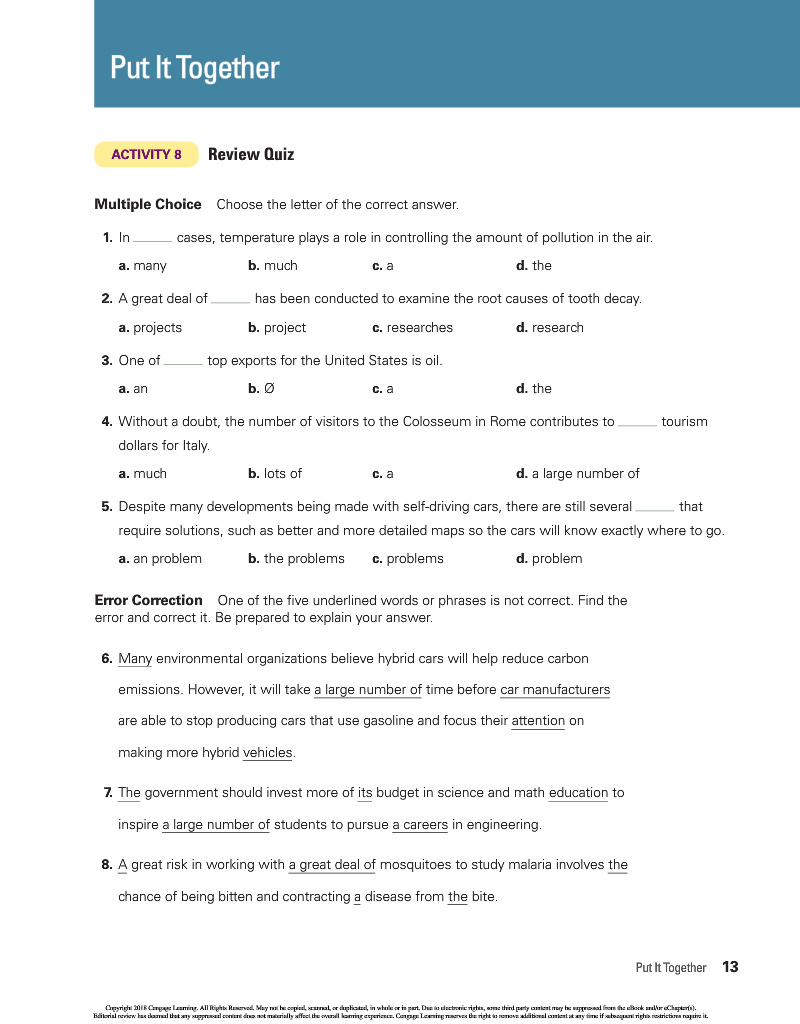 Put It Together
ACTIVITY 8 Review Quiz
Multiple Choice Choose the letter of the correct answer.
1. In _____ cases, temperature plays a role in controlling the amount of pollution in the air.
a. many b. much c. a d. the
2. A great deal of _____ has been conducted to examine the root causes of tooth decay.
a. projects b. project c. researches d. research
3. One of _____ top exports for the United States is oil.
a. an b. Ø c. a d. the
4. Without a doubt, the number of visitors to the Colosseum in Rome contributes to _____ tourism
dollars for Italy.
a. much b. lots of c. a d. a large number of
5. Despite many developments being made with self-driving cars, there are still several _____ that
require solutions, such as better and more detailed maps so the cars will know exactly where to go.
a. an problem b. the problems c. problems d. problem
Error Correction One of the five underlined words or phrases is not correct. Find the
error and correct it. Be prepared to explain your answer.
6. Many environmental organizations believe hybrid cars will help reduce carbon
emissions. However, it will take a large number of time before car manufacturers
are able to stop producing cars that use gasoline and focus their attention on
making more hybrid vehicles.
7. The government should invest more of its budget in science and math education to
inspire a large number of students to pursue a careers in engineering.
8. A great risk in working with a great deal of mosquitoes to study malaria involves the
chance of being bitten and contracting a disease from the bite.
Put It Together 13
Copyright 2018 Cengage Learning. All Rights Reserved. May not be copied, scanned, or duplicated, in whole or in part. Due to electronic rights, some third party content may be suppressed from the eBook and/or eChapter(s).
Editorial review has deemed that any suppressed content does not materially affect the overall learning experience. Cengage Learning reserves the right to remove additional content at any time if subsequent rights restrictions require it.